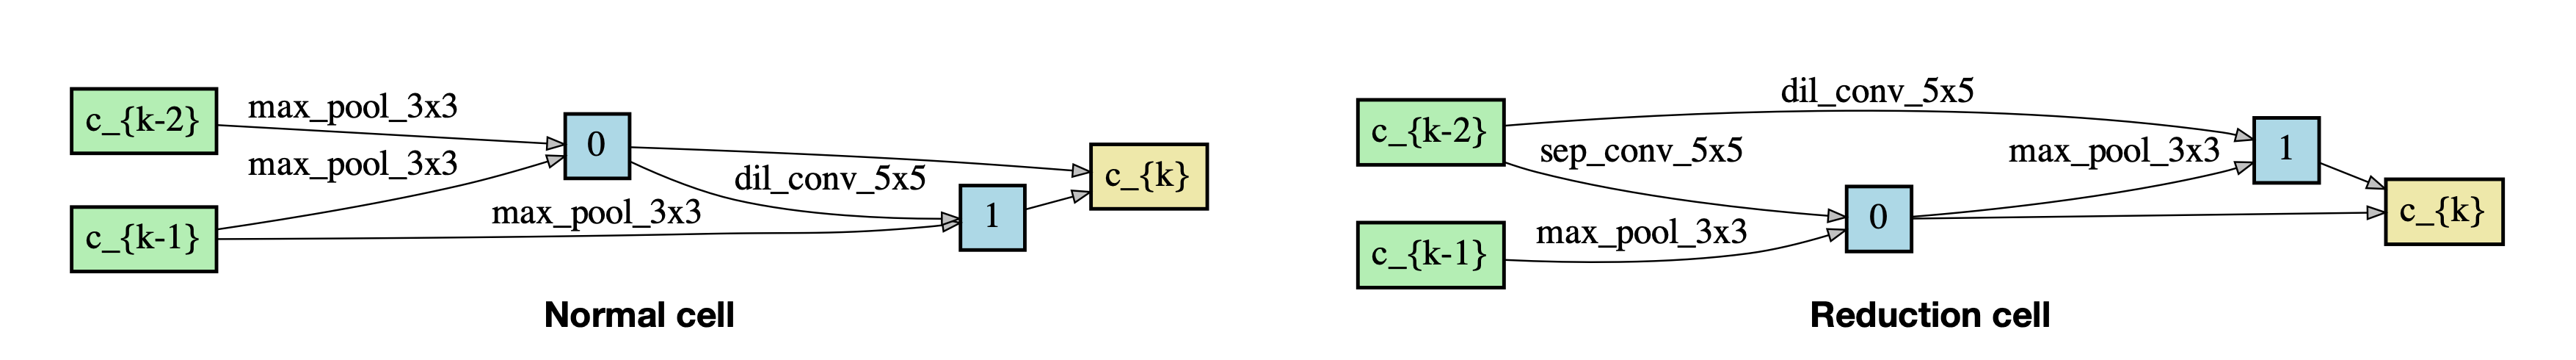 c_{k-2}
max_pool_3x3
0
max_pool_3x3
c_{k-1}
max_pool_3x3
dil_conv_5x5
1
c_{k}
Normal cell
c_{k-2}
dil_conv_5x5
sep_conv_5x5
max_pool_3x3
1
c_{k-1}
max_pool_3x3
0
c_{k}
Reduction cell